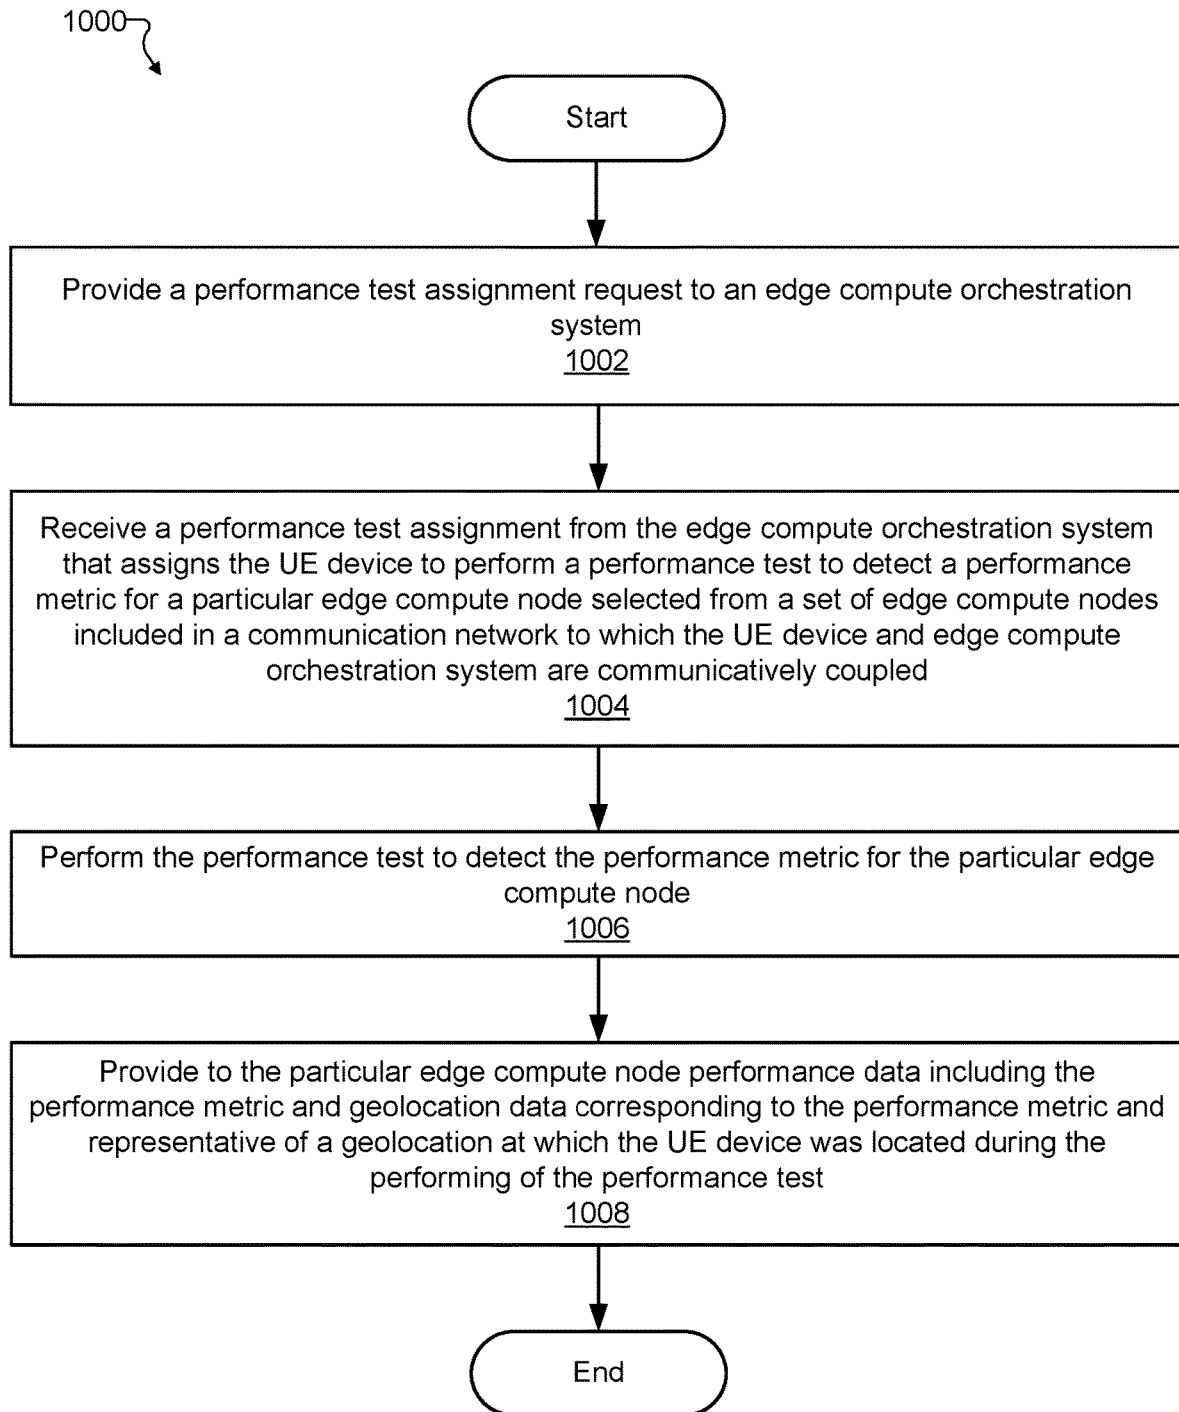 1000
Start
Provide a performance test assignment request to an edge compute orchestration
system
1002
Receive a performance test assignment from the edge compute orchestration system
that assigns the UE device to perform a performance test to detect a performance
metric for a particular edge compute node selected from a set of edge compute nodes
included in a communication network to which the UE device and edge compute
orchestration system are communicatively coupled
1004
Perform the performance test to detect the performance metric for the particular edge
compute node
1006
Provide to the particular edge compute node performance data including the
performance metric and geolocation data corresponding to the performance metric and
representative of a geolocation at which the UE device was located during the
performing of the performance test
1008
End